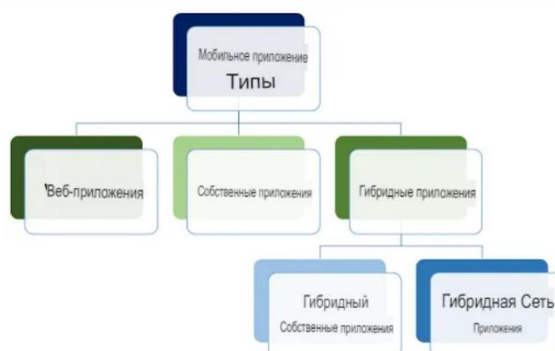 Мобильное приложение
Типы
Веб-приложения
Собственные приложения
Гибридные приложения
Гибридный
Собственные приложения
Гибридная Сеть
Приложения